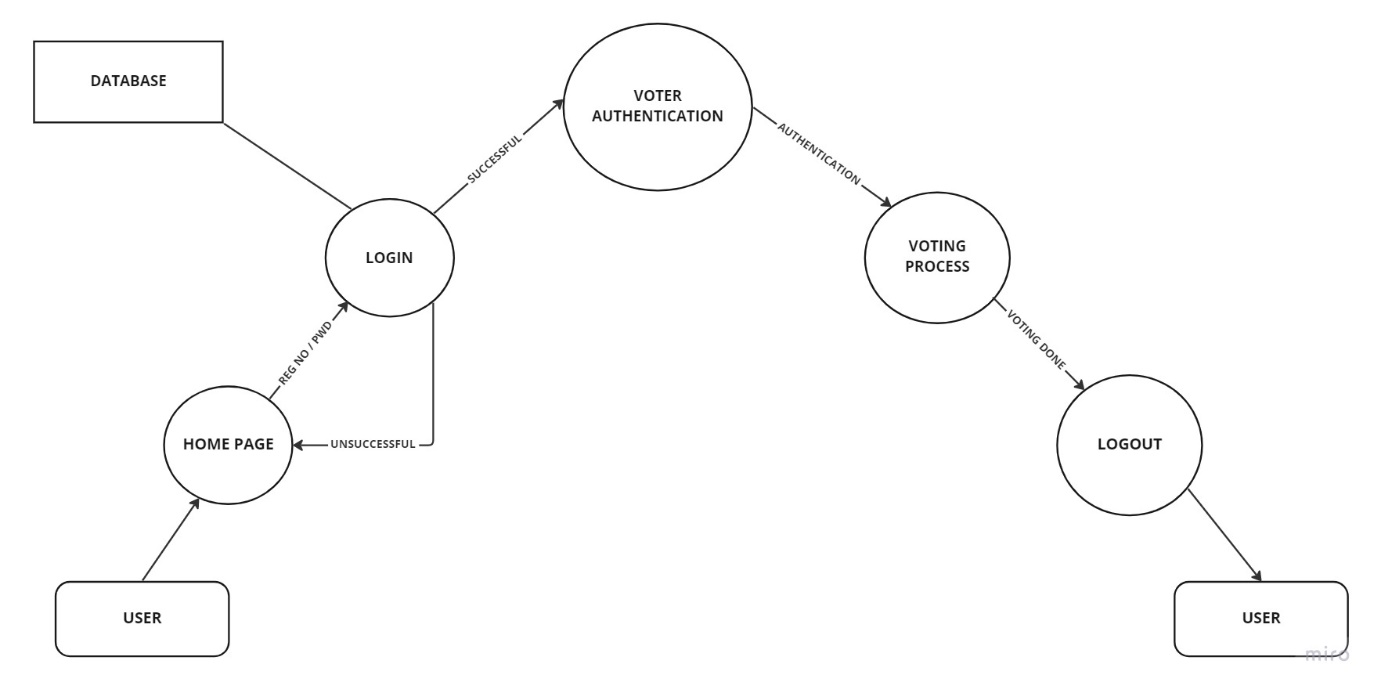 DATABASE
VOTER
AUTHENTICATION
SUCCESSFUL
AUTHENTICATION
LOGIN
VOTING
PROCESS
REG NO / PWD
VOTING DONE
HOME PAGE
UNSUCCESSFUL
LOGOUT
USER
USER
miro